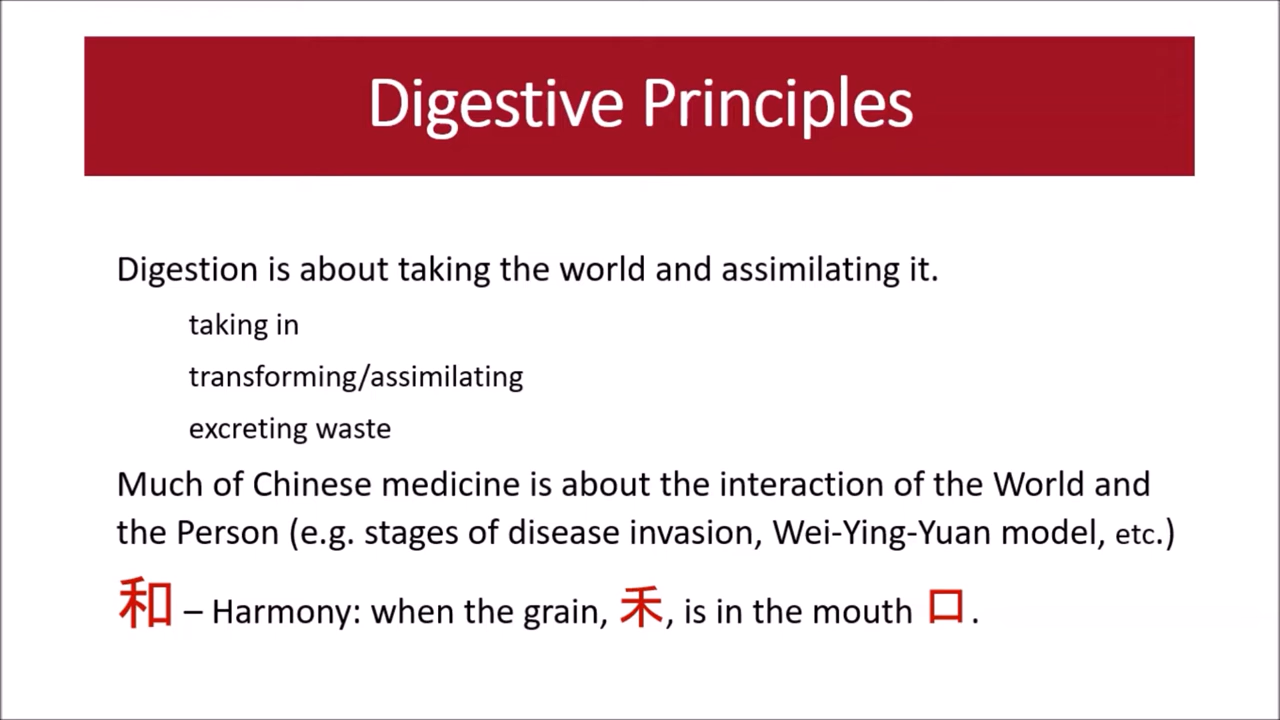 Digestive Principles
Digestion is about taking the world and assimilating it.
taking in
transforming/assimilating
excreting waste
Much of Chinese medicine is about the interaction of the World and
the Person (e.g. stages of disease invasion, Wei-Ying-Yuan model, etc.)
和 – Harmony: when the grain, 禾, is in the mouth 口.